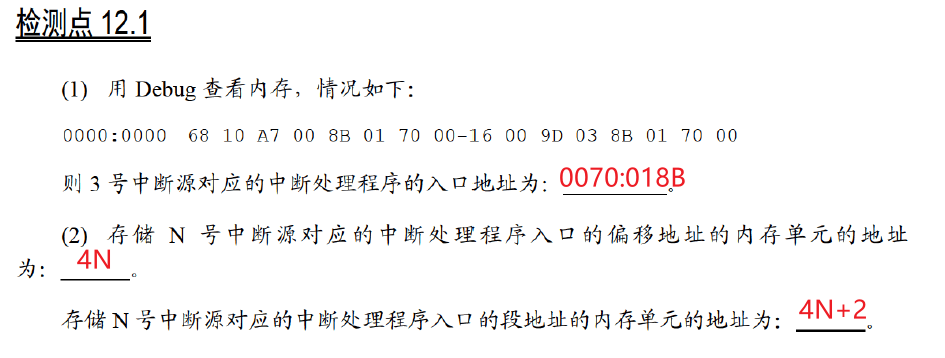 检测点 12.1
(1) 用 Debug 查看内存，情况如下：
0000:0000 68 10 A7 00 8B 01 70 00-16 00 9D 03 8B 01 70 00
则 3 号中断源对应的中断处理程序的入口地址为：0070:018B。
(2) 存储 N 号中断源对应的中断处理程序入口的偏移地址的内存单元的地址
为：4N。
存储 N 号中断源对应的中断处理程序入口的段地址的内存单元的地址为：4N+2。